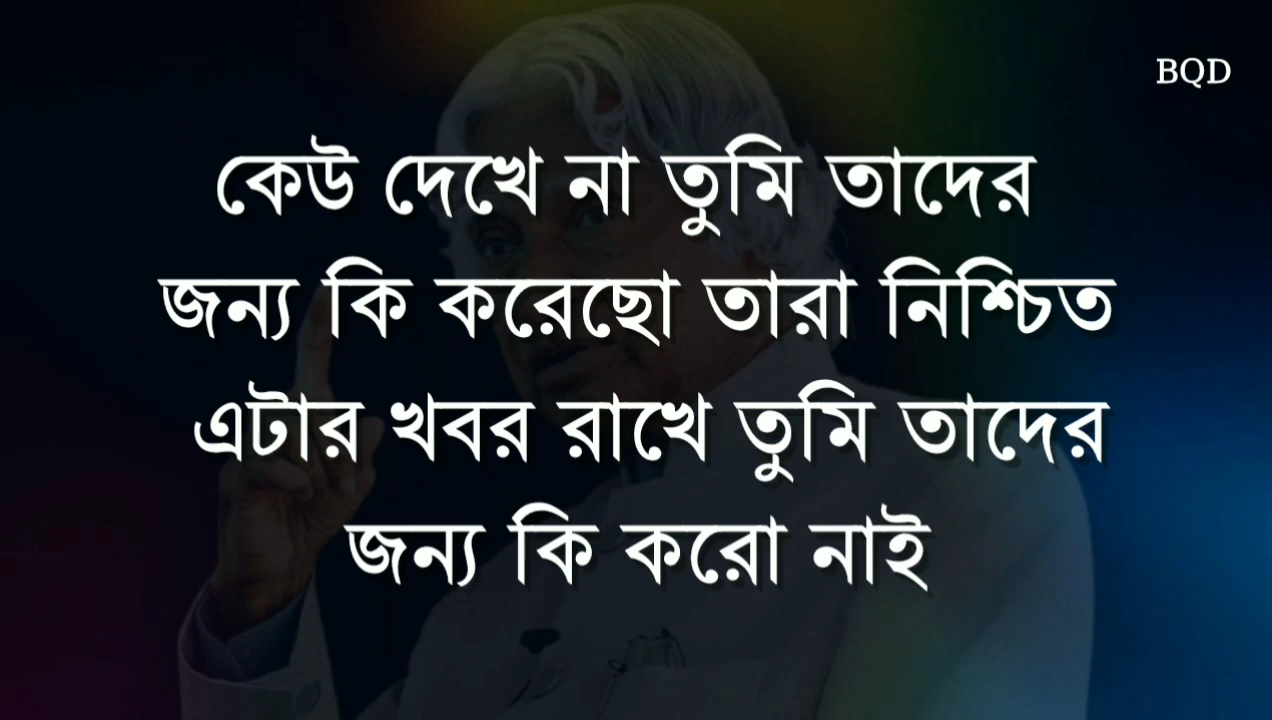 BQD
কেউ দেখে না তুমি তাদের
জন্য কি করেছো তারা নিশ্চিত
এটার খবর রাখে তুমি তাদের
জন্য কি করো নাই